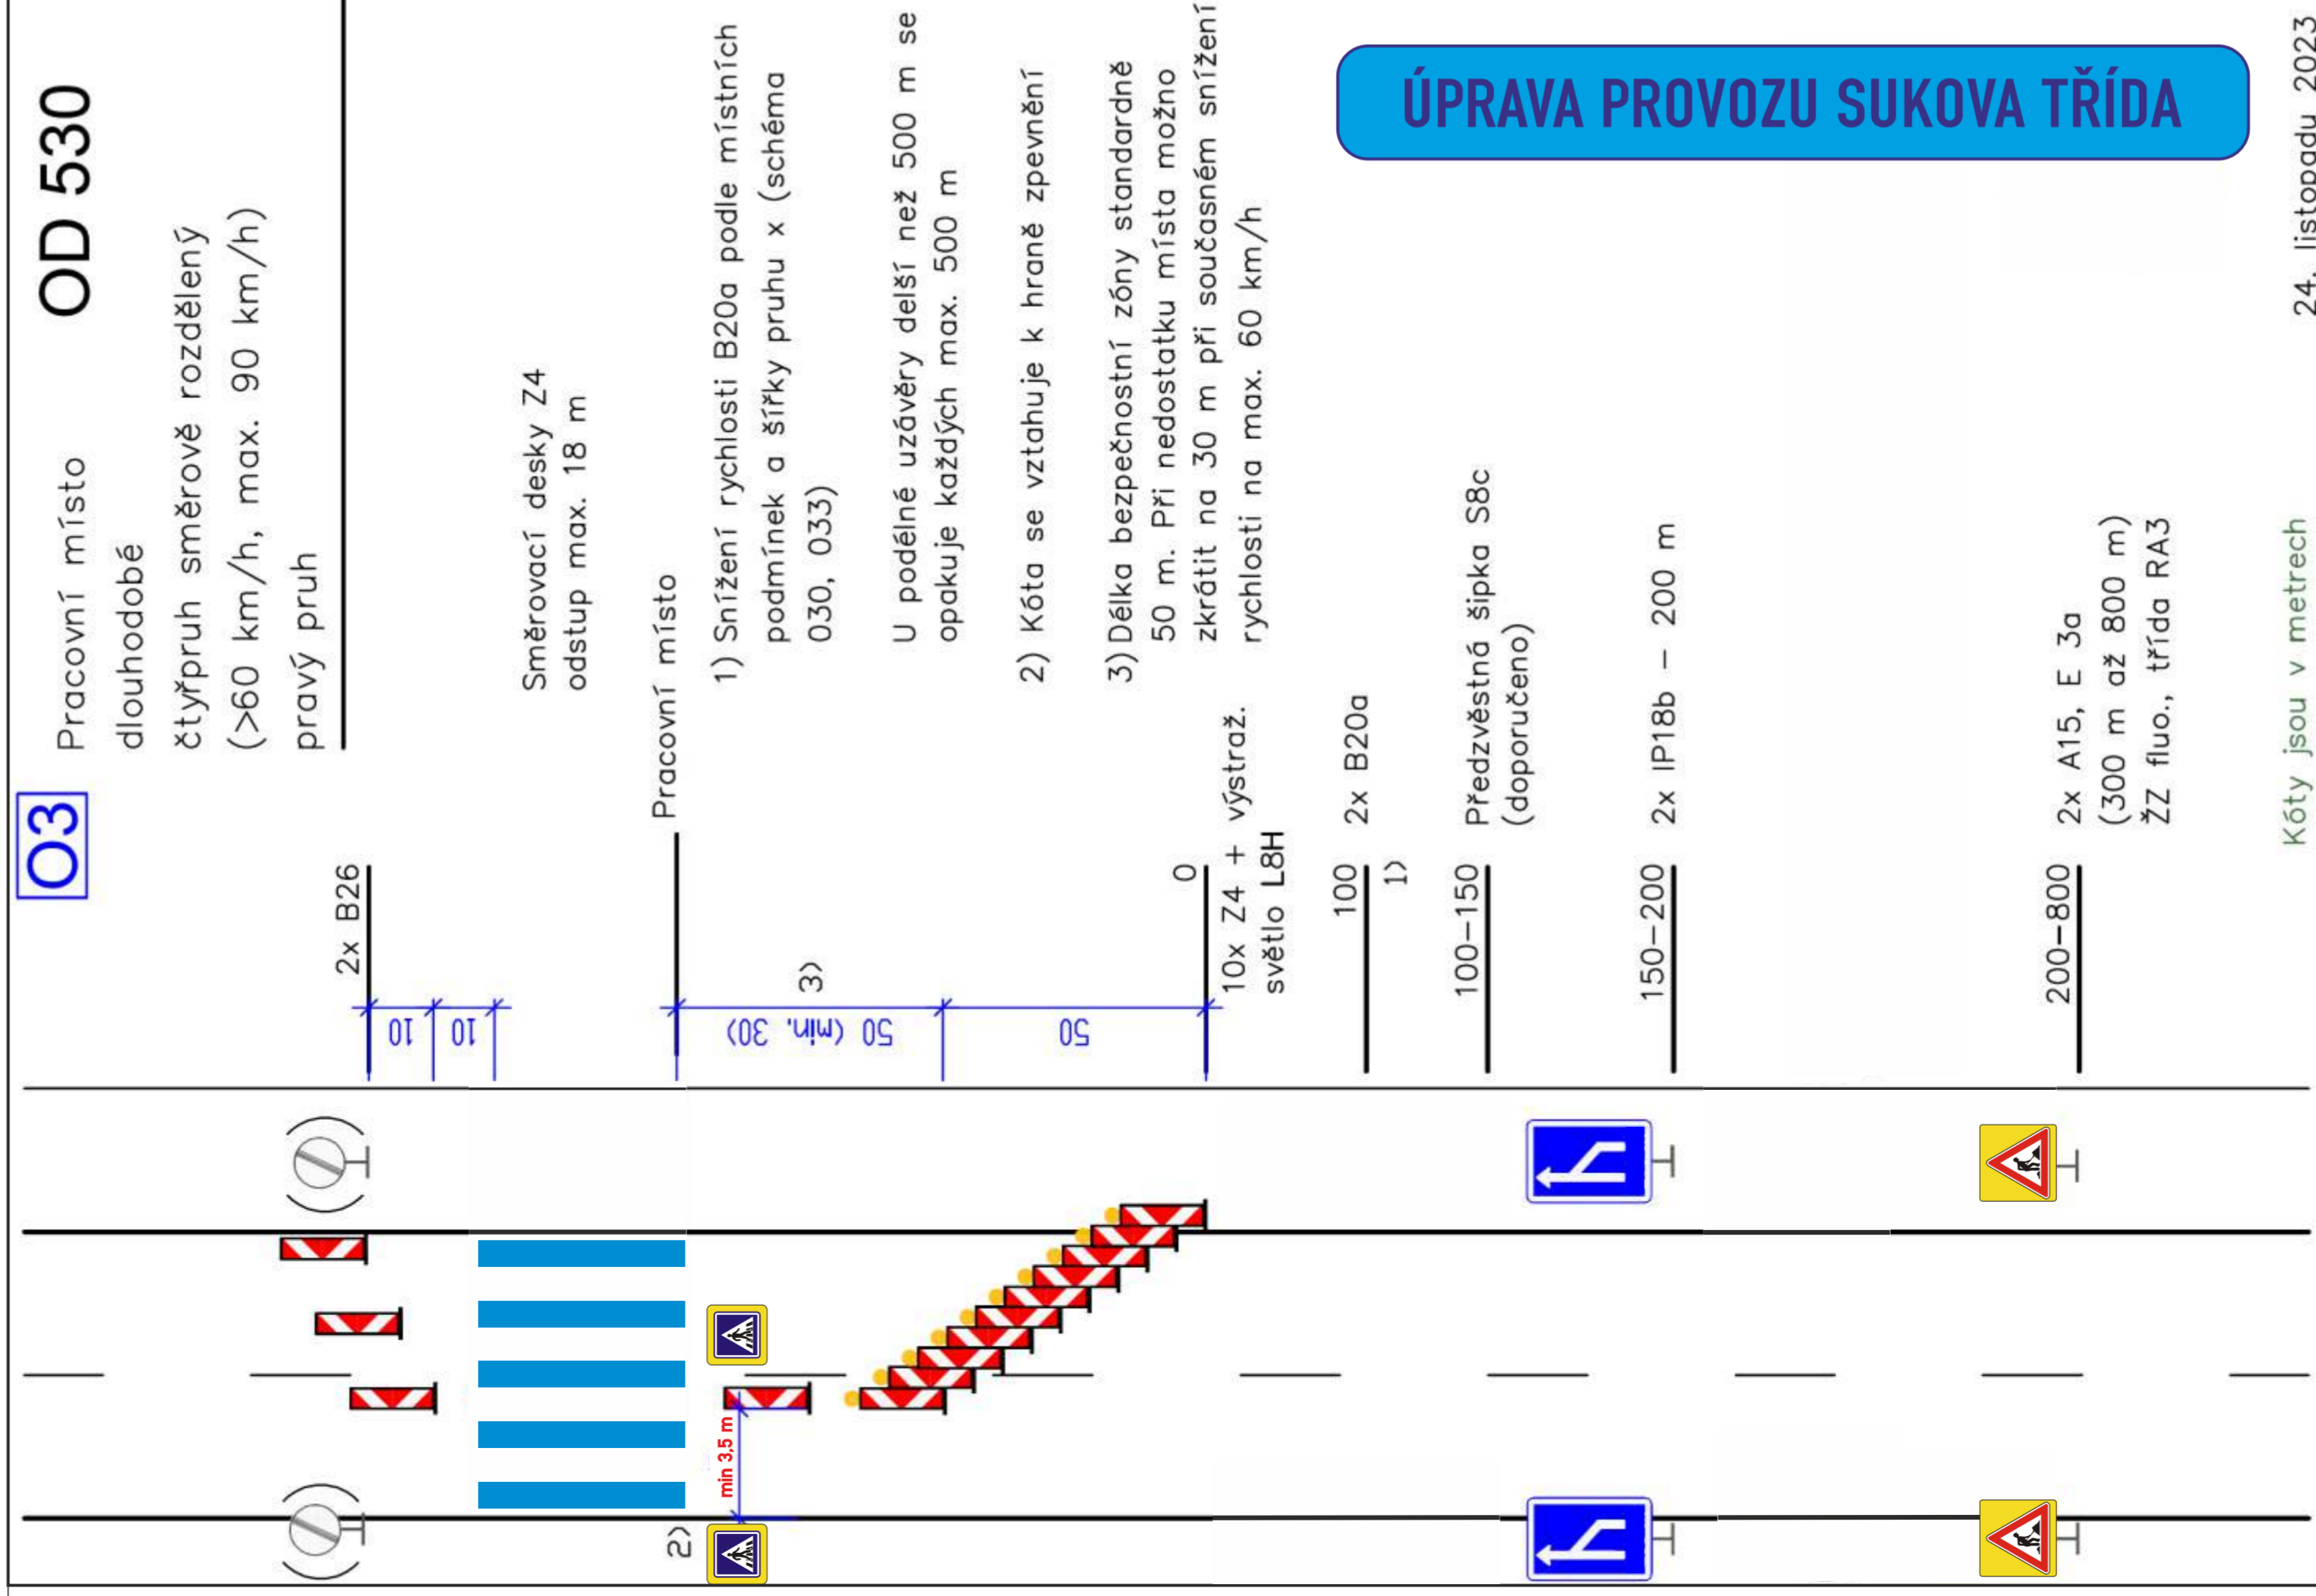 O3
OD 530
Pracovní místo
dlouhodobé
čtyřpruh směrově rozdělený
(>60 km/h, max. 90 km/h)
pravý pruh
2x B26
10
10
Směrovací desky Z4
odstup max. 18 m
Pracovní místo
50 (min. 30)
3)
50
0
1) Snížení rychlosti B20a podle místních
podmínek a šířky pruhu x (schéma
030, 033)
U podélné uzávěry delší než 500 m se
opakuje každých max. 500 m
2) Kóta se vztahuje k hraně zpevnění
3) Délka bezpečnostní zóny standardně
50 m. Při nedostatku místa možno
zkrátit na 30 m při současném snížení
rychlosti na max. 60 km/h
10x Z4 + výstraž.
světlo L8H
100
2x B20a
1)
100-150
Předzvěstná šipka S8c
(doporučeno)
150-200
2x IP18b - 200 m
200-800
2x A15, E 3a
(300 m až 800 m)
ŽZ fluo., třída RA3
2)
min 3,5 m
Kóty jsou v metrech
24. listopadu 2023
ÚPRAVA PROVOZU SUKOVA TŘÍDA